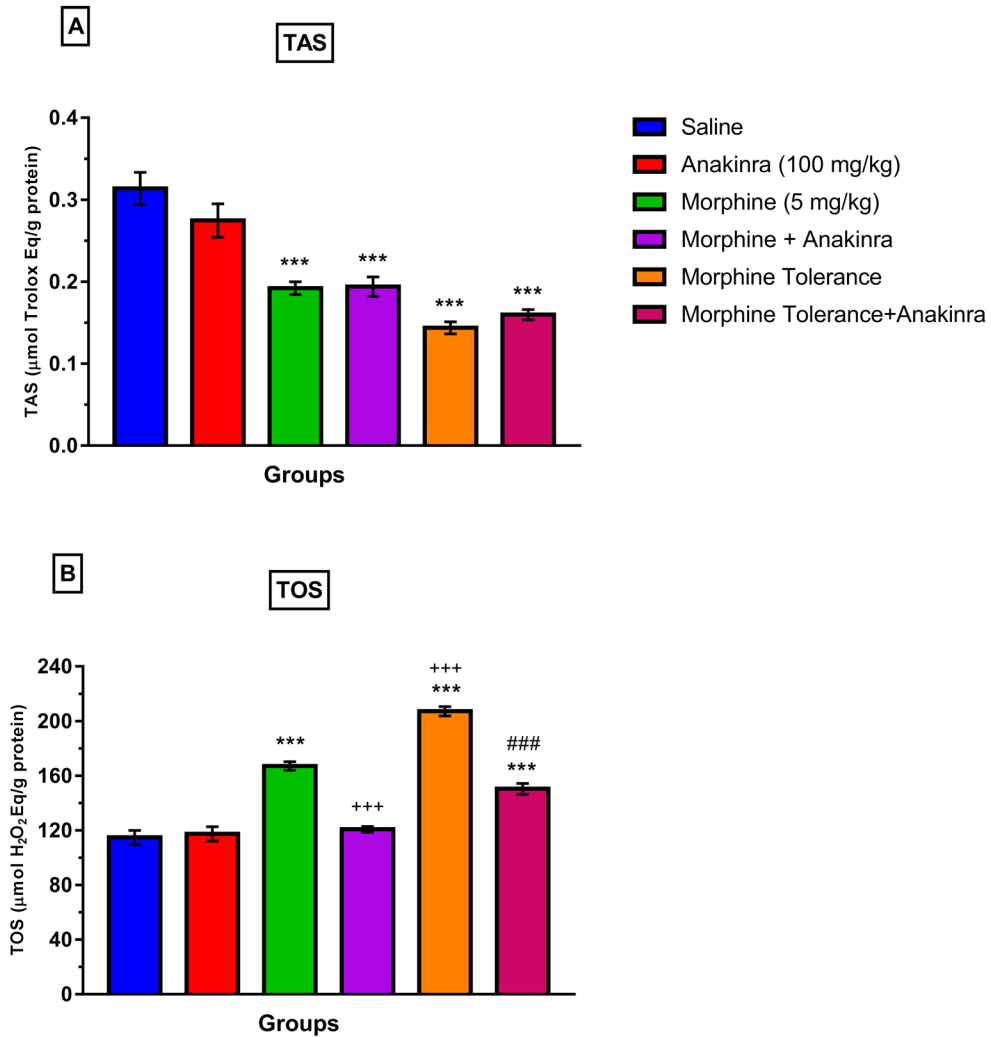 A
TAS
TAS (μmol Trolox Eq/g protein)
0.4
0.3
0.2
0.1
0.0
***
***
***
***
Groups
Saline
Anakinra (100 mg/kg)
Morphine (5 mg/kg)
Morphine + Anakinra
Morphine Tolerance
Morphine Tolerance+Anakinra
B
TOS
TOS (μmol H₂O₂Eq/g protein)
240
200
160
120
80
40
0
***
+++
+++
***
###
***
Groups